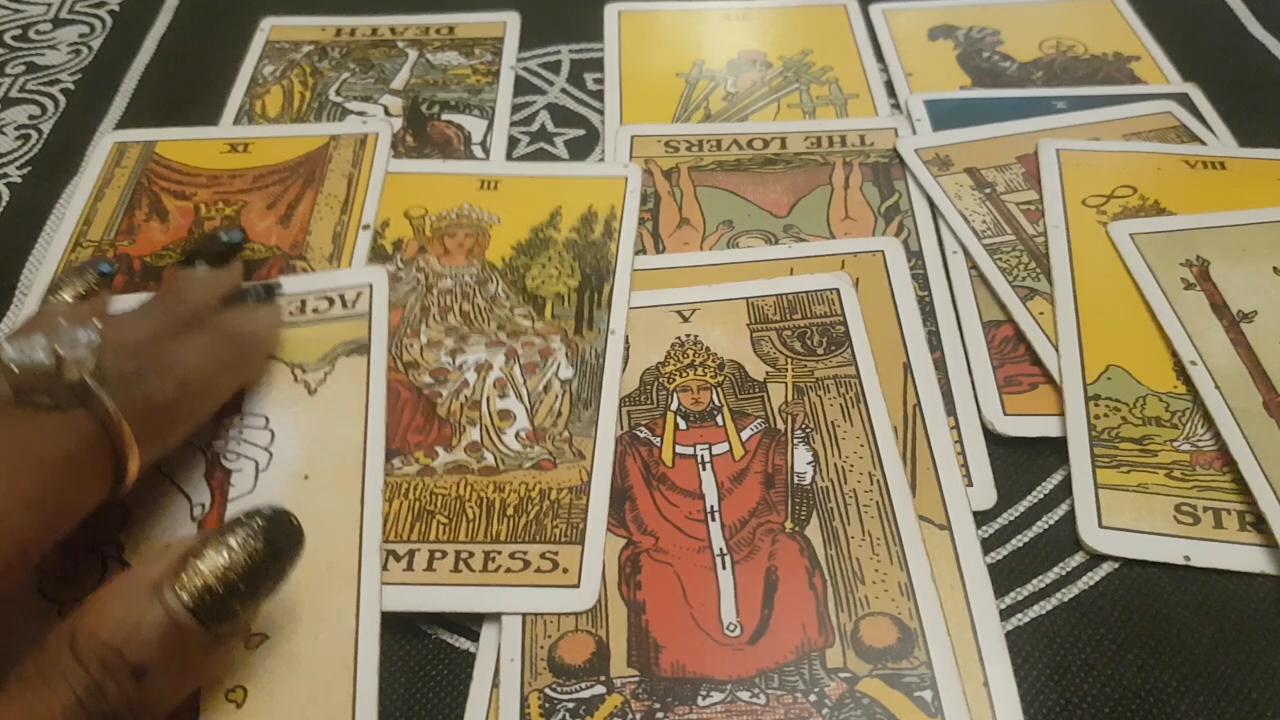 DEATH.
THE LOVERS.
X
IX
III
VIII
ACE
V
STR
MPRESS.